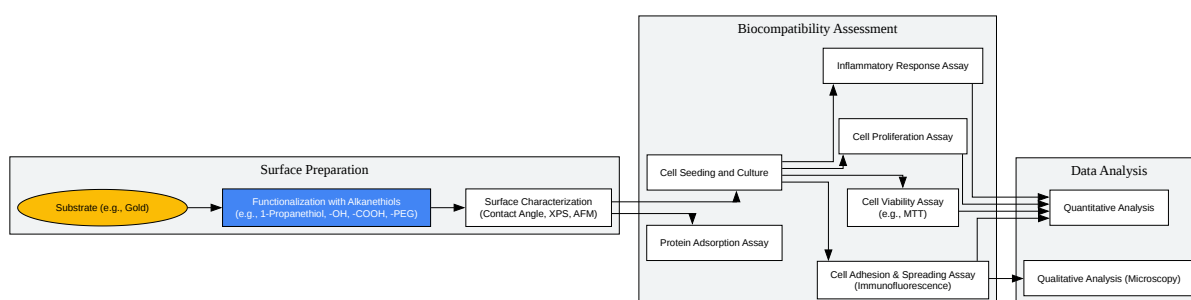 Surface Preparation
Substrate (e.g., Gold)
Functionalization with Alkanethiols
(e.g., 1-Propanethiol, -OH, -COOH, -PEG)
Surface Characterization
(Contact Angle, XPS, AFM)
Biocompatibility Assessment
Inflammatory Response Assay
Cell Proliferation Assay
Cell Seeding and Culture
Cell Viability Assay
(e.g., MTT)
Protein Adsorption Assay
Cell Adhesion & Spreading Assay
(Immunofluorescence)
Data Analysis
Quantitative Analysis
Qualitative Analysis (Microscopy)